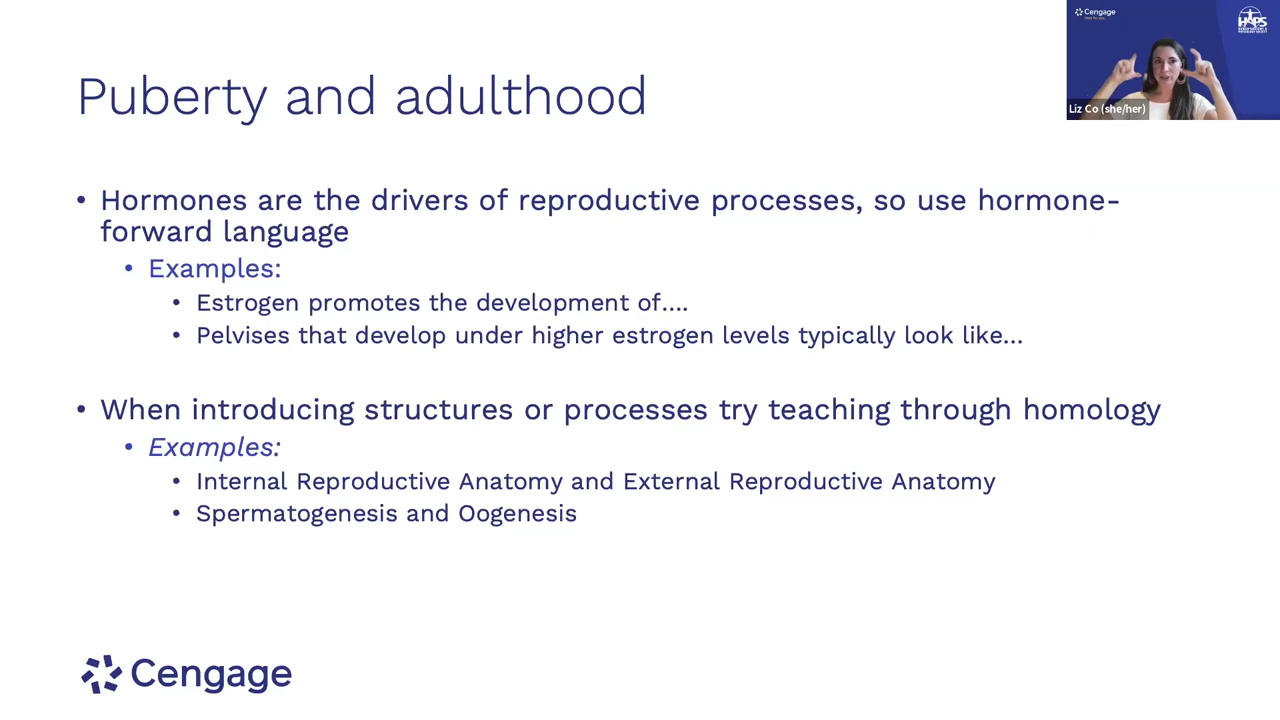 Puberty and adulthood
• Hormones are the drivers of reproductive processes, so use hormone-
forward language
• Examples:
• Estrogen promotes the development of....
• Pelvises that develop under higher estrogen levels typically look like...
• When introducing structures or processes try teaching through homology
• Examples:
• Internal Reproductive Anatomy and External Reproductive Anatomy
• Spermatogenesis and Oogenesis
Cengage
Cengage
HAPS
Liz Co (she/her)